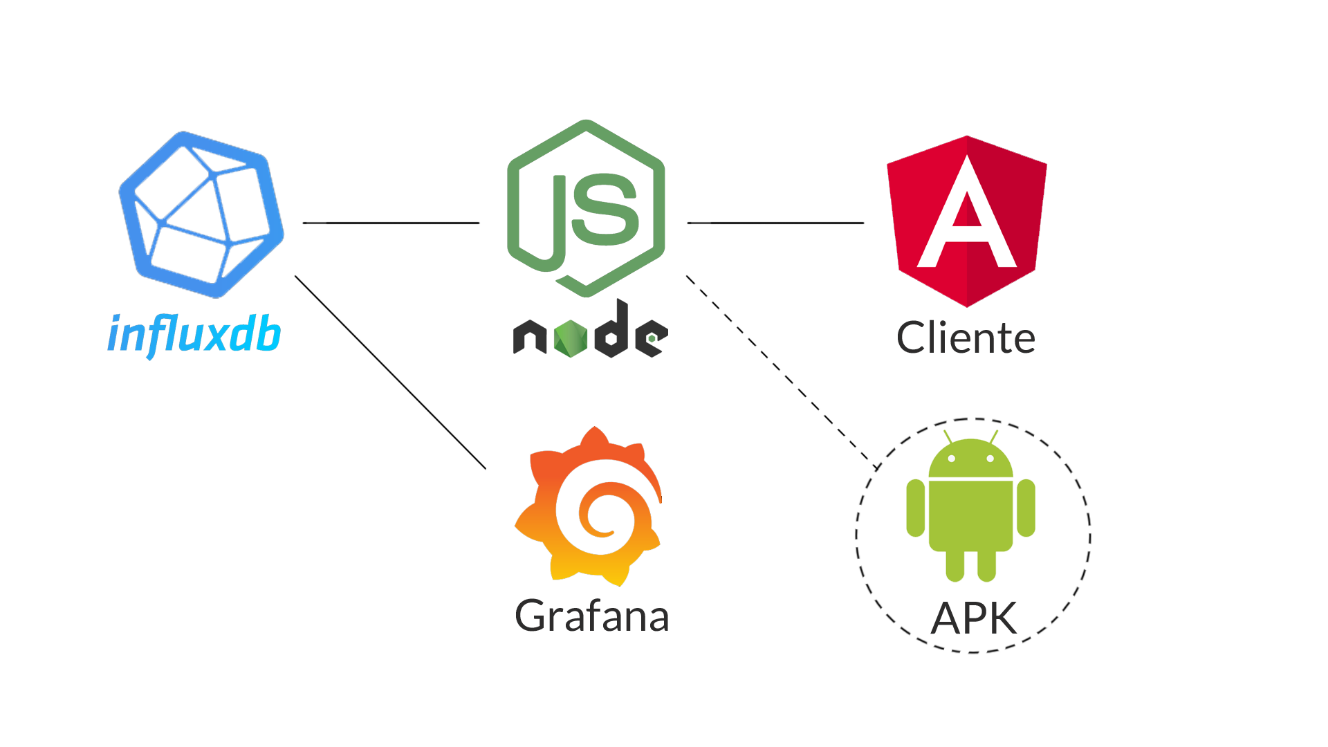 influxdb
JS
node
A
Cliente
Grafana
APK